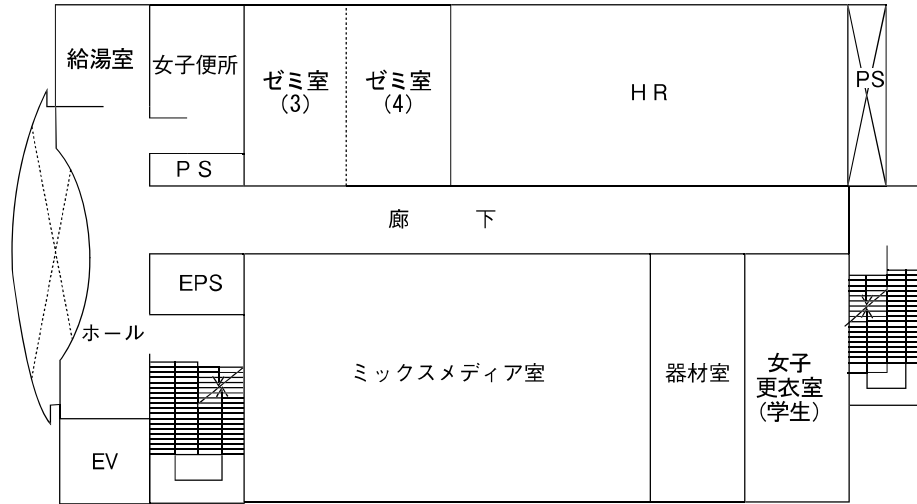 給湯室
女子便所
ゼミ室
(3)
ゼミ室
(4)
HR
PS
PS
廊 下
EPS
ホール
ミックスメディア室
器材室
女子
更衣室
(学生)
EV